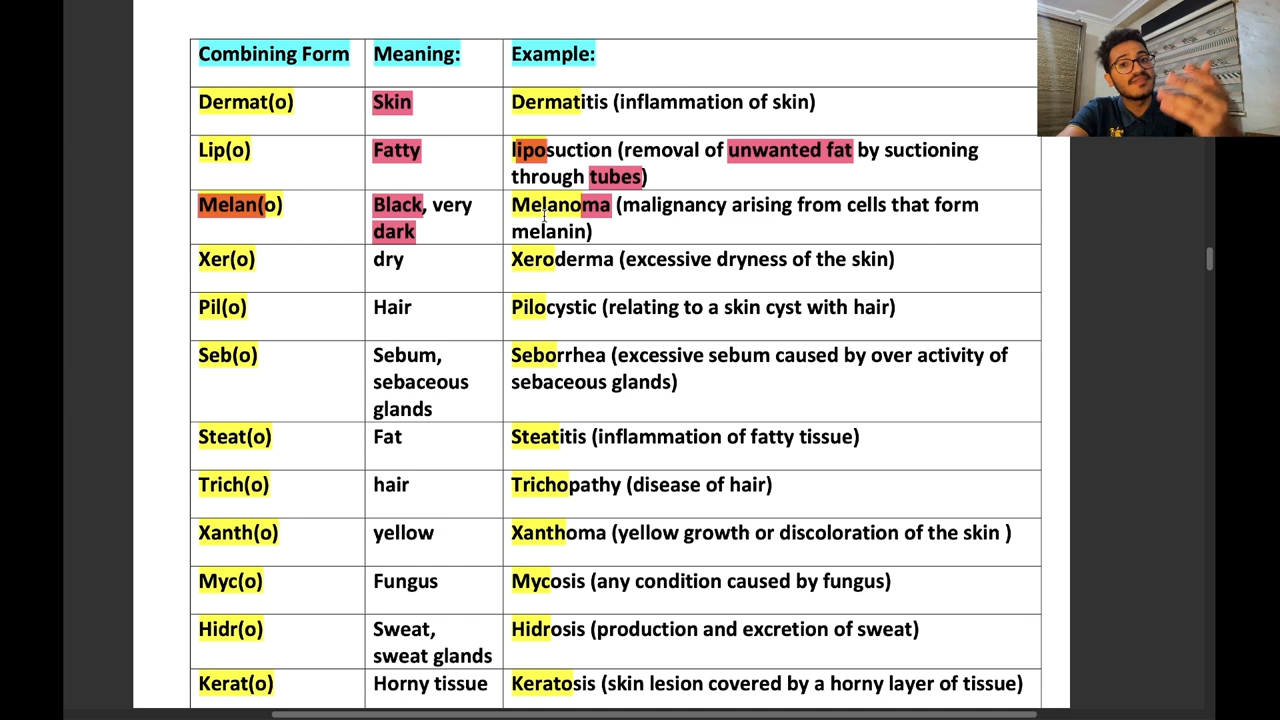 Combining Form Meaning: Example:
Dermat(o) Skin Dermatitis (inflammation of skin)
Lip(o) Fatty liposuction (removal of unwanted fat by suctioning
through tubes)
Melan(o) Black, very Melanoma (malignancy arising from cells that form
dark melanin)
Xer(o) dry Xeroderma (excessive dryness of the skin)
Pil(o) Hair Pilocystic (relating to a skin cyst with hair)
Seb(o) Sebum, Seborrhea (excessive sebum caused by over activity of
sebaceous sebaceous glands)
glands
Steat(o) Fat Steatitis (inflammation of fatty tissue)
Trich(o) hair Trichopathy (disease of hair)
Xanth(o) yellow Xanthoma (yellow growth or discoloration of the skin )
Myc(o) Fungus Mycosis (any condition caused by fungus)
Hidr(o) Sweat, Hidrosis (production and excretion of sweat)
sweat glands
Kerat(o) Horny tissue Keratosis (skin lesion covered by a horny layer of tissue)